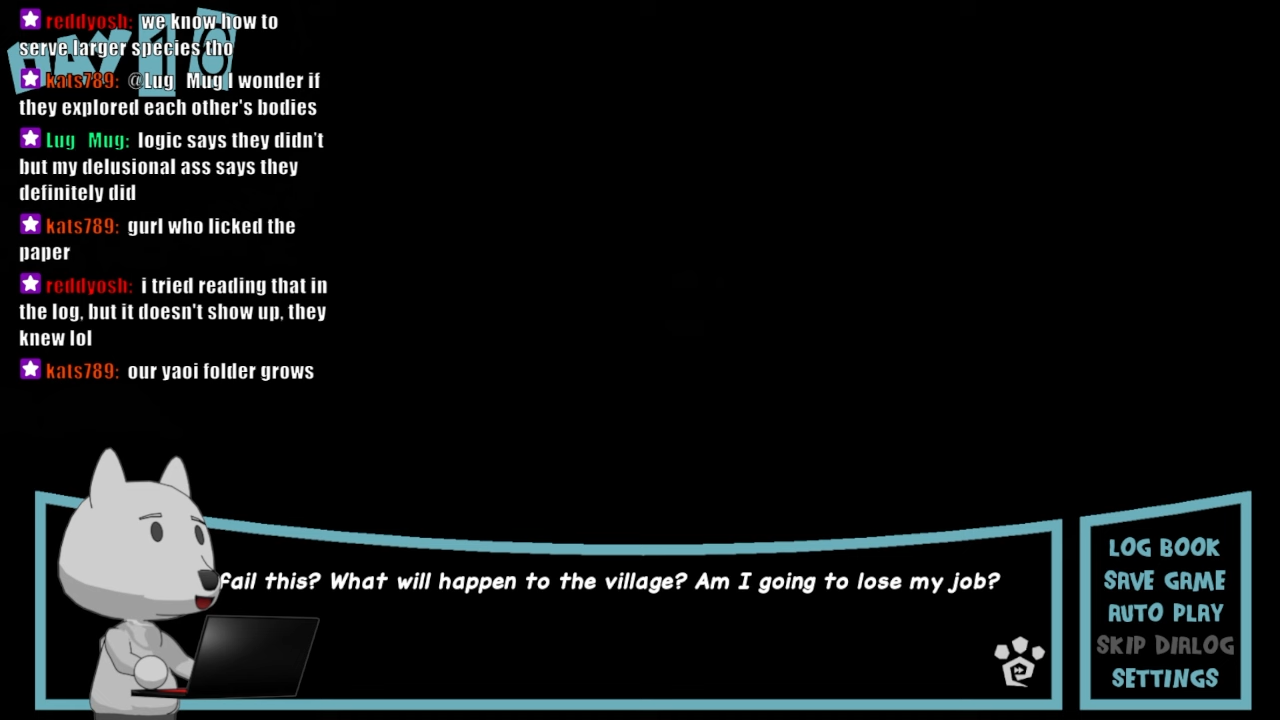 DAY 10
reddyosh: we know how to
serve larger species tho
kats789: @Lug_Mug I wonder if
they explored each other's bodies
Lug_Mug: logic says they didn't
but my delusional ass says they
definitely did
kats789: gurl who licked the
paper
reddyosh: i tried reading that in
the log, but it doesn't show up, they
knew lol
kats789: our yaoi folder grows
fail this? What will happen to the village? Am I going to lose my job?
LOG BOOK
SAVE GAME
AUTO PLAY
SKIP DIALOG
SETTINGS